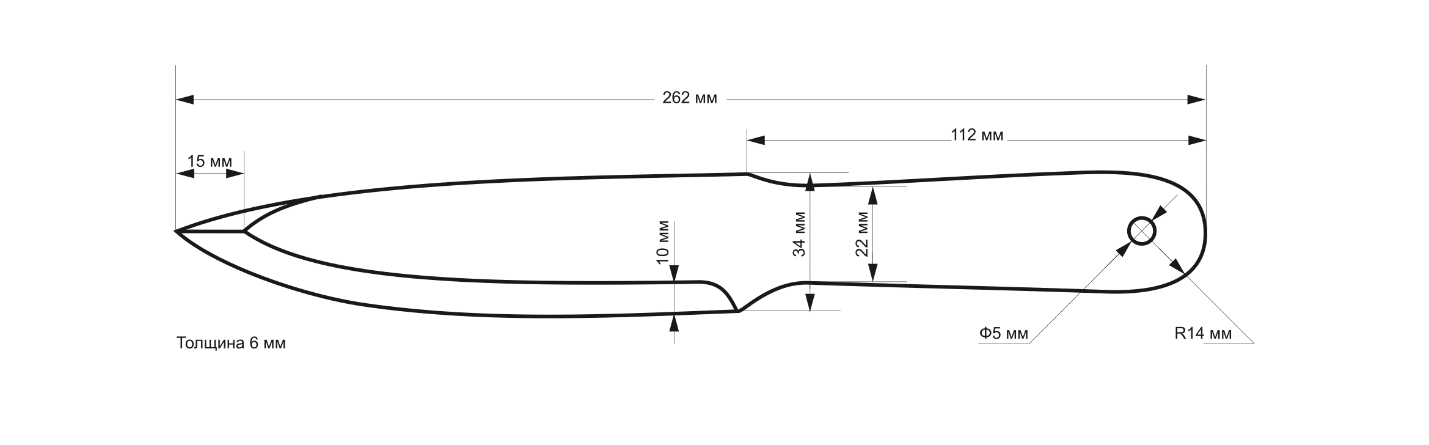 262 мм
112 мм
15 мм
10 мм
34 мм
22 мм
Ф5 мм
R14 мм
Толщина 6 мм